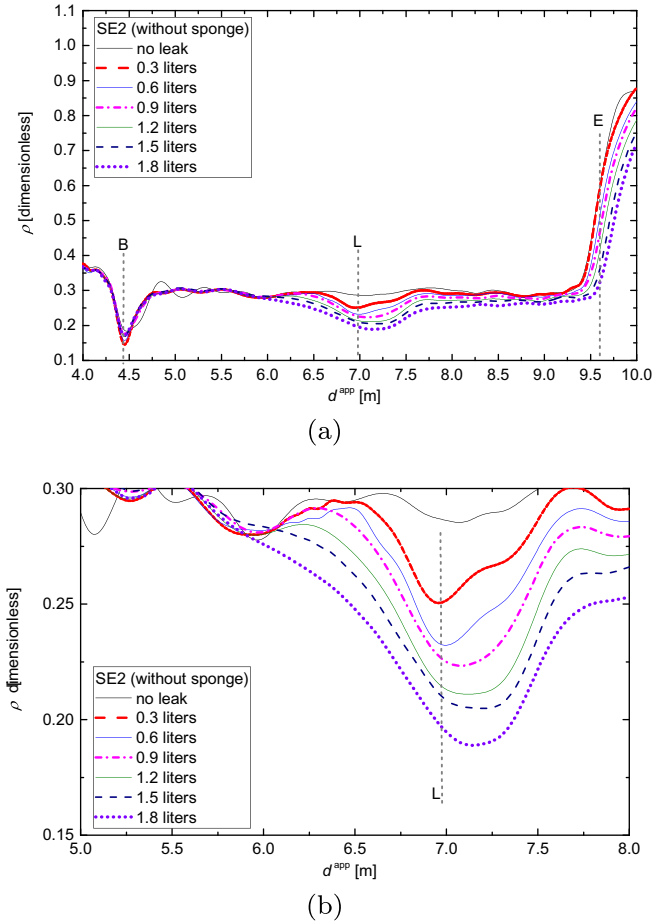 1.1
1.0
0.9
0.8
0.7
0.6
0.5
0.4
0.3
0.2
0.1
ρ [dimensionless]
SE2 (without sponge)
no leak
0.3 liters
0.6 liters
0.9 liters
1.2 liters
1.5 liters
1.8 liters
B
L
E
4.0 4.5 5.0 5.5 6.0 6.5 7.0 7.5 8.0 8.5 9.0 9.5 10.0
d app [m]
(a)
0.30
0.25
0.20
0.15
ρ [dimensionless]
SE2 (without sponge)
no leak
0.3 liters
0.6 liters
0.9 liters
1.2 liters
1.5 liters
1.8 liters
L
5.0 5.5 6.0 6.5 7.0 7.5 8.0
d app [m]
(b)